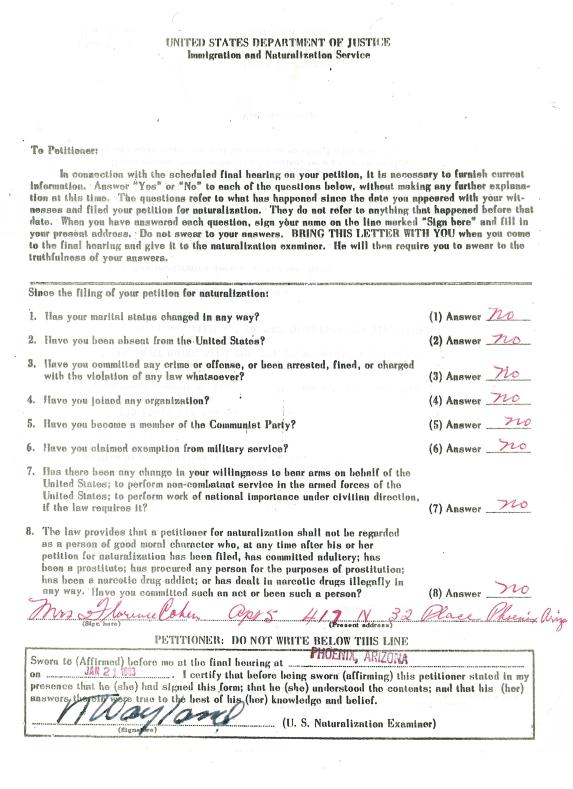 UNITED STATES DEPARTMENT OF JUSTICE
Immigration and Naturalization Service
To Petitioner:
In connection with the scheduled final hearing on your petition, it is necessary to furnish current
information. Answer "Yes" or "No" to each of the questions below, without making any further explana-
tion at this time. The questions refer to what has happened since the date you appeared with your wit-
nesses and filed your petition for naturalization. They do not refer to anything that happened before that
date. When you have answered each question, sign your name on the line marked "Sign here" and fill in
your present address. Do not swear to your answers. BRING THIS LETTER WITH YOU when you come
to the final hearing and give it to the naturalization examiner. He will then require you to swear to the
truthfulness of your answers.
Since the filing of your petition for naturalization:
1. Has your marital status changed in any way? (1) Answer no
2. Have you been absent from the United States? (2) Answer no
3. Have you committed any crime or offense, or been arrested, fined, or charged
with the violation of any law whatsoever? (3) Answer no
4. Have you joined any organization? (4) Answer no
5. Have you become a member of the Communist Party? (5) Answer no
6. Have you claimed exemption from military service? (6) Answer no
7. Has there been any change in your willingness to bear arms on behalf of the
United States; to perform non-combatant service in the armed forces of the
United States; to perform work of national importance under civilian direction,
if the law requires it? (7) Answer no
8. The law provides that a petitioner for naturalization shall not be regarded
as a person of good moral character who, at any time after his or her
petition for naturalization has been filed, has committed adultery; has
been a prostitute; has procured any person for the purposes of prostitution;
has been a narcotic drug addict; or has dealt in narcotic drugs illegally in
any way. Have you committed such an act or been such a person? (8) Answer no
Mrs Florence Cohen Apt 5 417 N 32 Place Phoenix Ariz
(Sign here) (Present address)
PETITIONER: DO NOT WRITE BELOW THIS LINE
Sworn to (Affirmed) before me at the final hearing at PHOENIX, ARIZONA
on JAN 21 1963 . I certify that before being sworn (affirming) this petitioner stated in my
presence that he (she) had signed this form; that he (she) understood the contents; and that his (her)
answers thereto were true to the best of his (her) knowledge and belief.
(U. S. Naturalization Examiner)
(Signature)